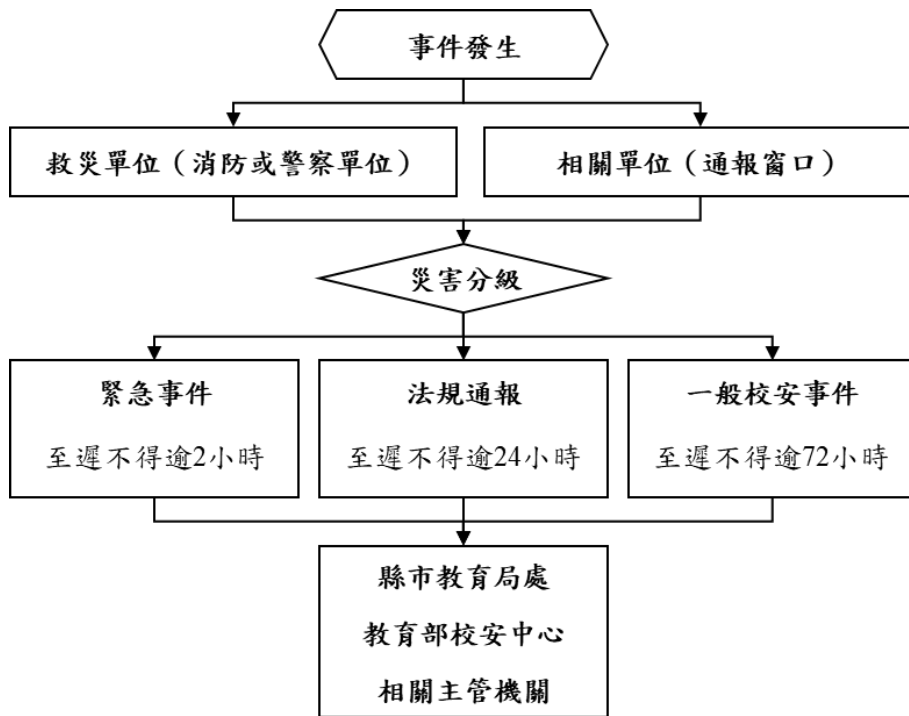 事件發生
救災單位（消防或警察單位）
相關單位（通報窗口）
災害分級
緊急事件
至遲不得逾2小時
法規通報
至遲不得逾24小時
一般校安事件
至遲不得逾72小時
縣市教育局處
教育部校安中心
相關主管機關